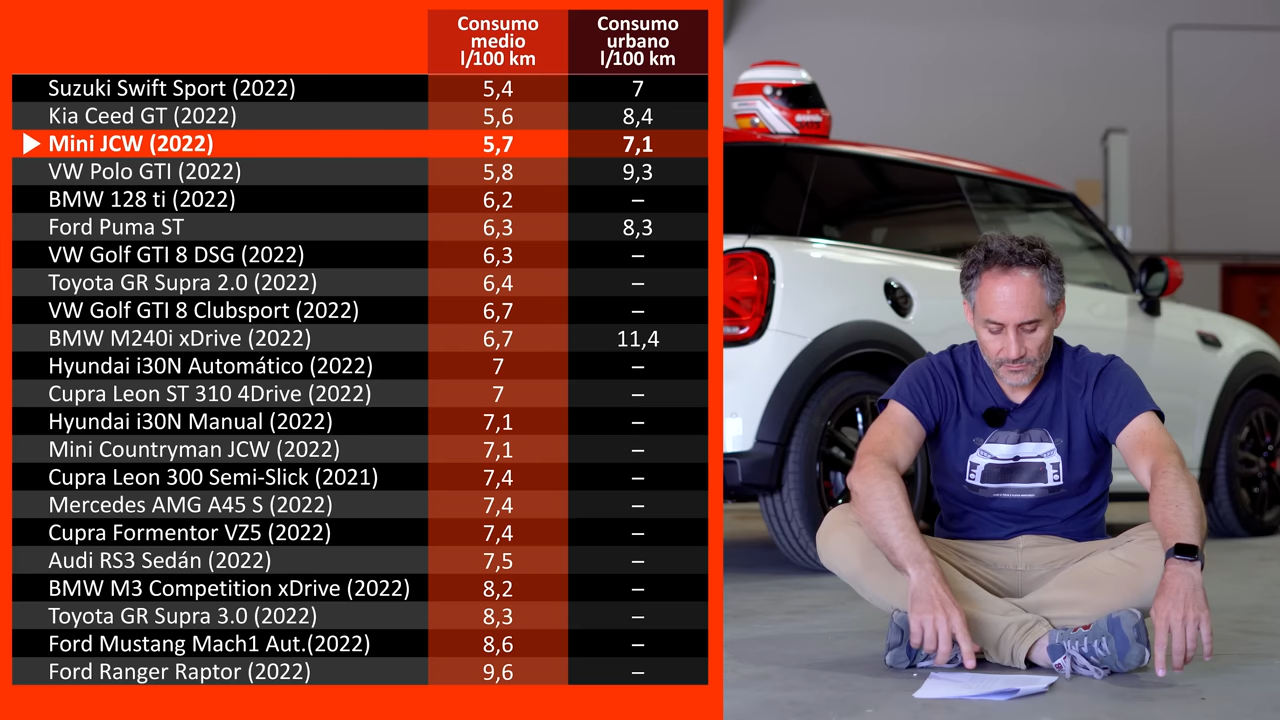 Consumo medio l/100 km
Consumo urbano l/100 km
Suzuki Swift Sport (2022) 5,4 7
Kia Ceed GT (2022) 5,6 8,4
Mini JCW (2022) 5,7 7,1
VW Polo GTI (2022) 5,8 9,3
BMW 128 ti (2022) 6,2 –
Ford Puma ST 6,3 8,3
VW Golf GTI 8 DSG (2022) 6,3 –
Toyota GR Supra 2.0 (2022) 6,4 –
VW Golf GTI 8 Clubsport (2022) 6,7 –
BMW M240i xDrive (2022) 6,7 11,4
Hyundai i30N Automático (2022) 7 –
Cupra Leon ST 310 4Drive (2022) 7 –
Hyundai i30N Manual (2022) 7,1 –
Mini Countryman JCW (2022) 7,1 –
Cupra Leon 300 Semi-Slick (2021) 7,4 –
Mercedes AMG A45 S (2022) 7,4 –
Cupra Formentor VZ5 (2022) 7,4 –
Audi RS3 Sedán (2022) 7,5 –
BMW M3 Competition xDrive (2022) 8,2 –
Toyota GR Supra 3.0 (2022) 8,3 –
Ford Mustang Mach1 Aut.(2022) 8,6 –
Ford Ranger Raptor (2022) 9,6 –